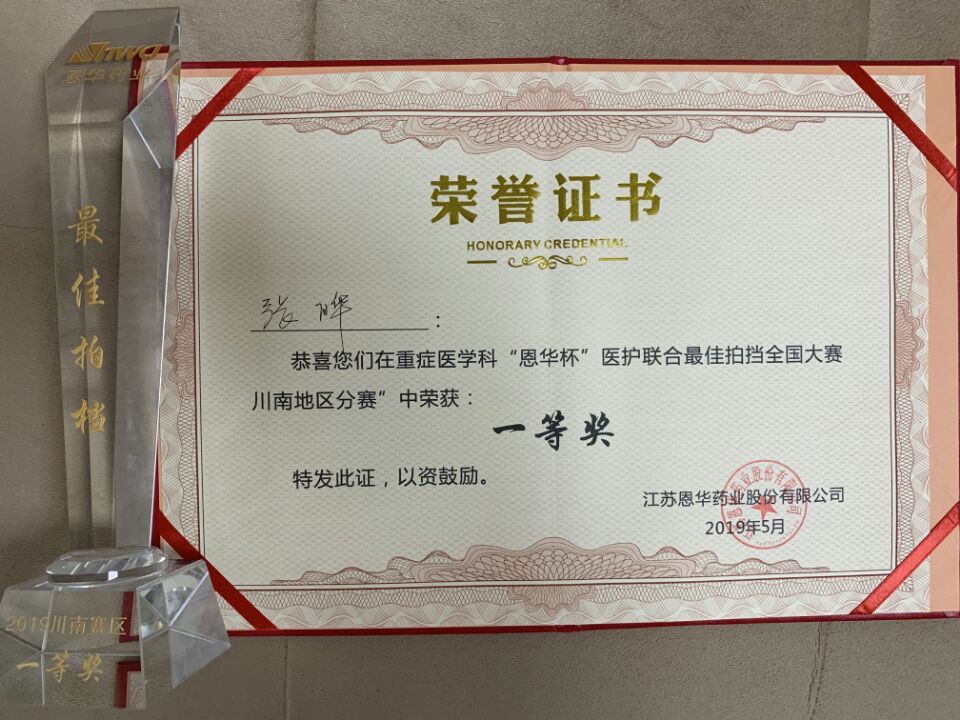 Nhwa
恩华药业
最佳拍档
2019川南赛区
一等奖
荣誉证书
HONORARY CREDENTIAL
张晔：
恭喜您们在重症医学科“恩华杯”医护联合最佳拍挡全国大赛
川南地区分赛”中荣获：
一等奖
特发此证，以资鼓励。
江苏恩华药业股份有限公司
2019年5月